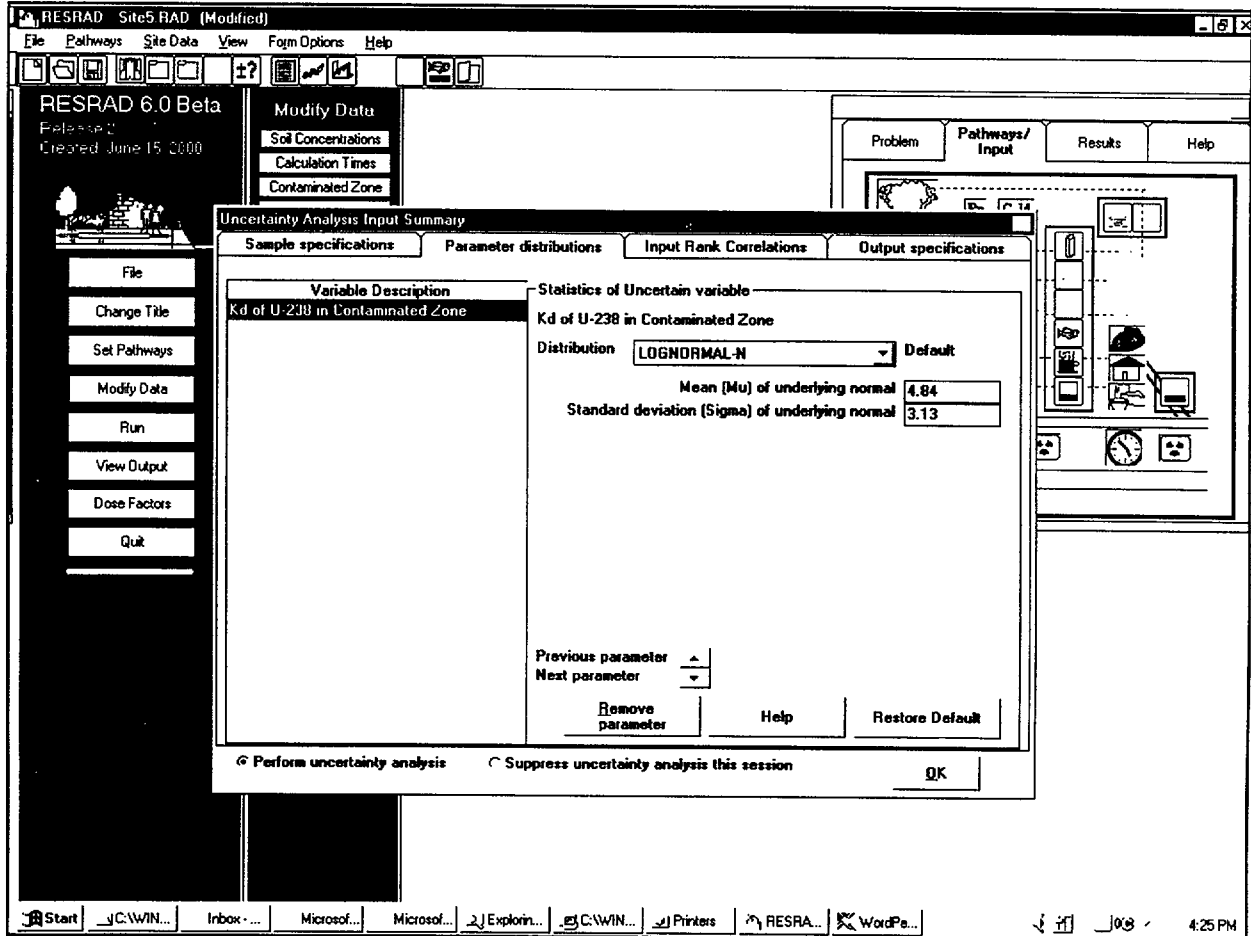 RESRAD Site5.RAD (Modified)
File Pathways Site Data View Form Options Help
±?
RESRAD 6.0 Beta
Release 2
Created June 15 2000
File
Change Title
Set Pathways
Modify Data
Run
View Output
Dose Factors
Quit
Modify Data
Soil Concentrations
Calculation Times
Contaminated Zone
Problem
Pathways/
Input
Results
Help
Rn C-14
Uncertainty Analysis Input Summary
Sample specifications
Parameter distributions
Input Rank Correlations
Output specifications
Variable Description
Kd of U-238 in Contaminated Zone
Statistics of Uncertain variable
Kd of U-238 in Contaminated Zone
Distribution LOGNORMAL-N Default
Mean (Mu) of underlying normal 4.84
Standard deviation (Sigma) of underlying normal 3.13
Previous parameter
Next parameter
Remove
parameter
Help
Restore Default
Perform uncertainty analysis
Suppress uncertainty analysis this session
OK
Start C:\WIN... Inbox - ... Microsof... Microsof... Explorin... C:\WIN... Printers RESRA... WordPe... 4:25 PM